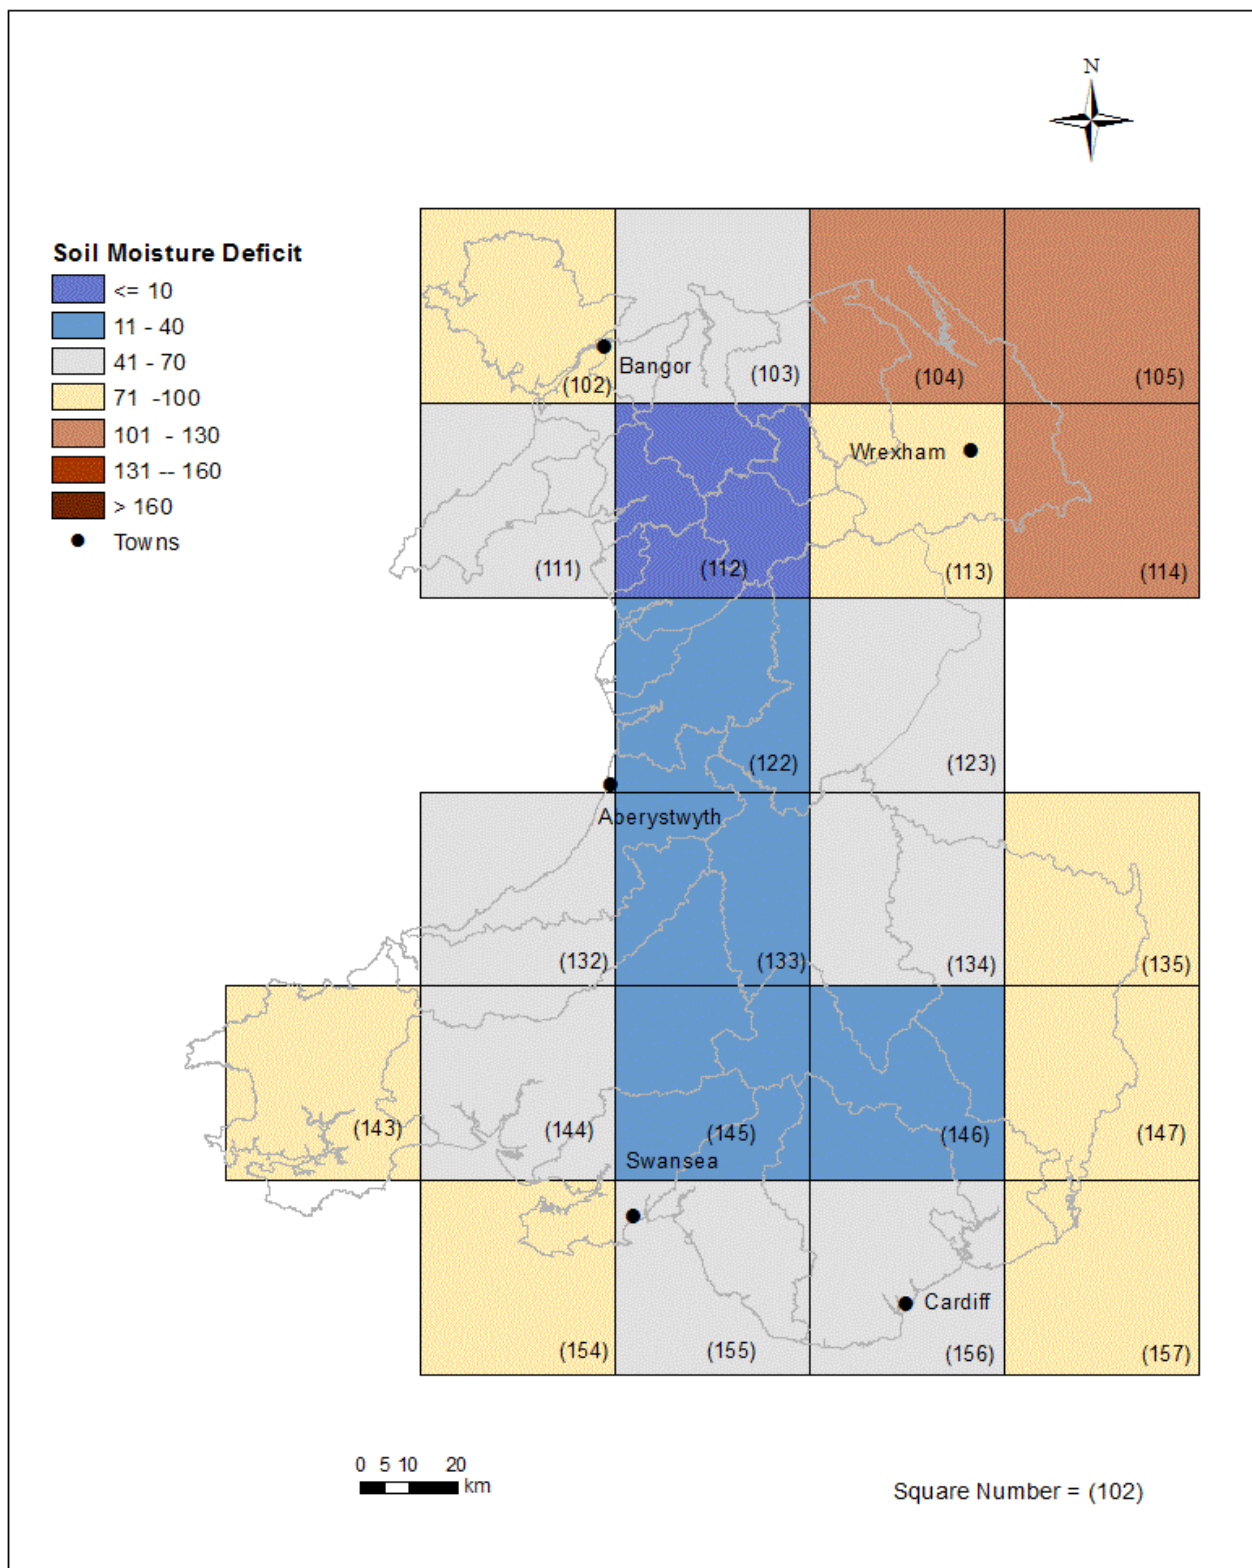 N
Soil Moisture Deficit
<= 10
11 - 40
41 - 70
71 -100
101 - 130
131 -- 160
> 160
Towns
Bangor
(102)
(103)
(104)
(105)
Wrexham
(111)
(112)
(113)
(114)
(122)
(123)
Aberystwyth
(132)
(133)
(134)
(135)
(143)
(144)
(145)
(146)
(147)
Swansea
Cardiff
(154)
(155)
(156)
(157)
0 5 10 20
km
Square Number = (102)